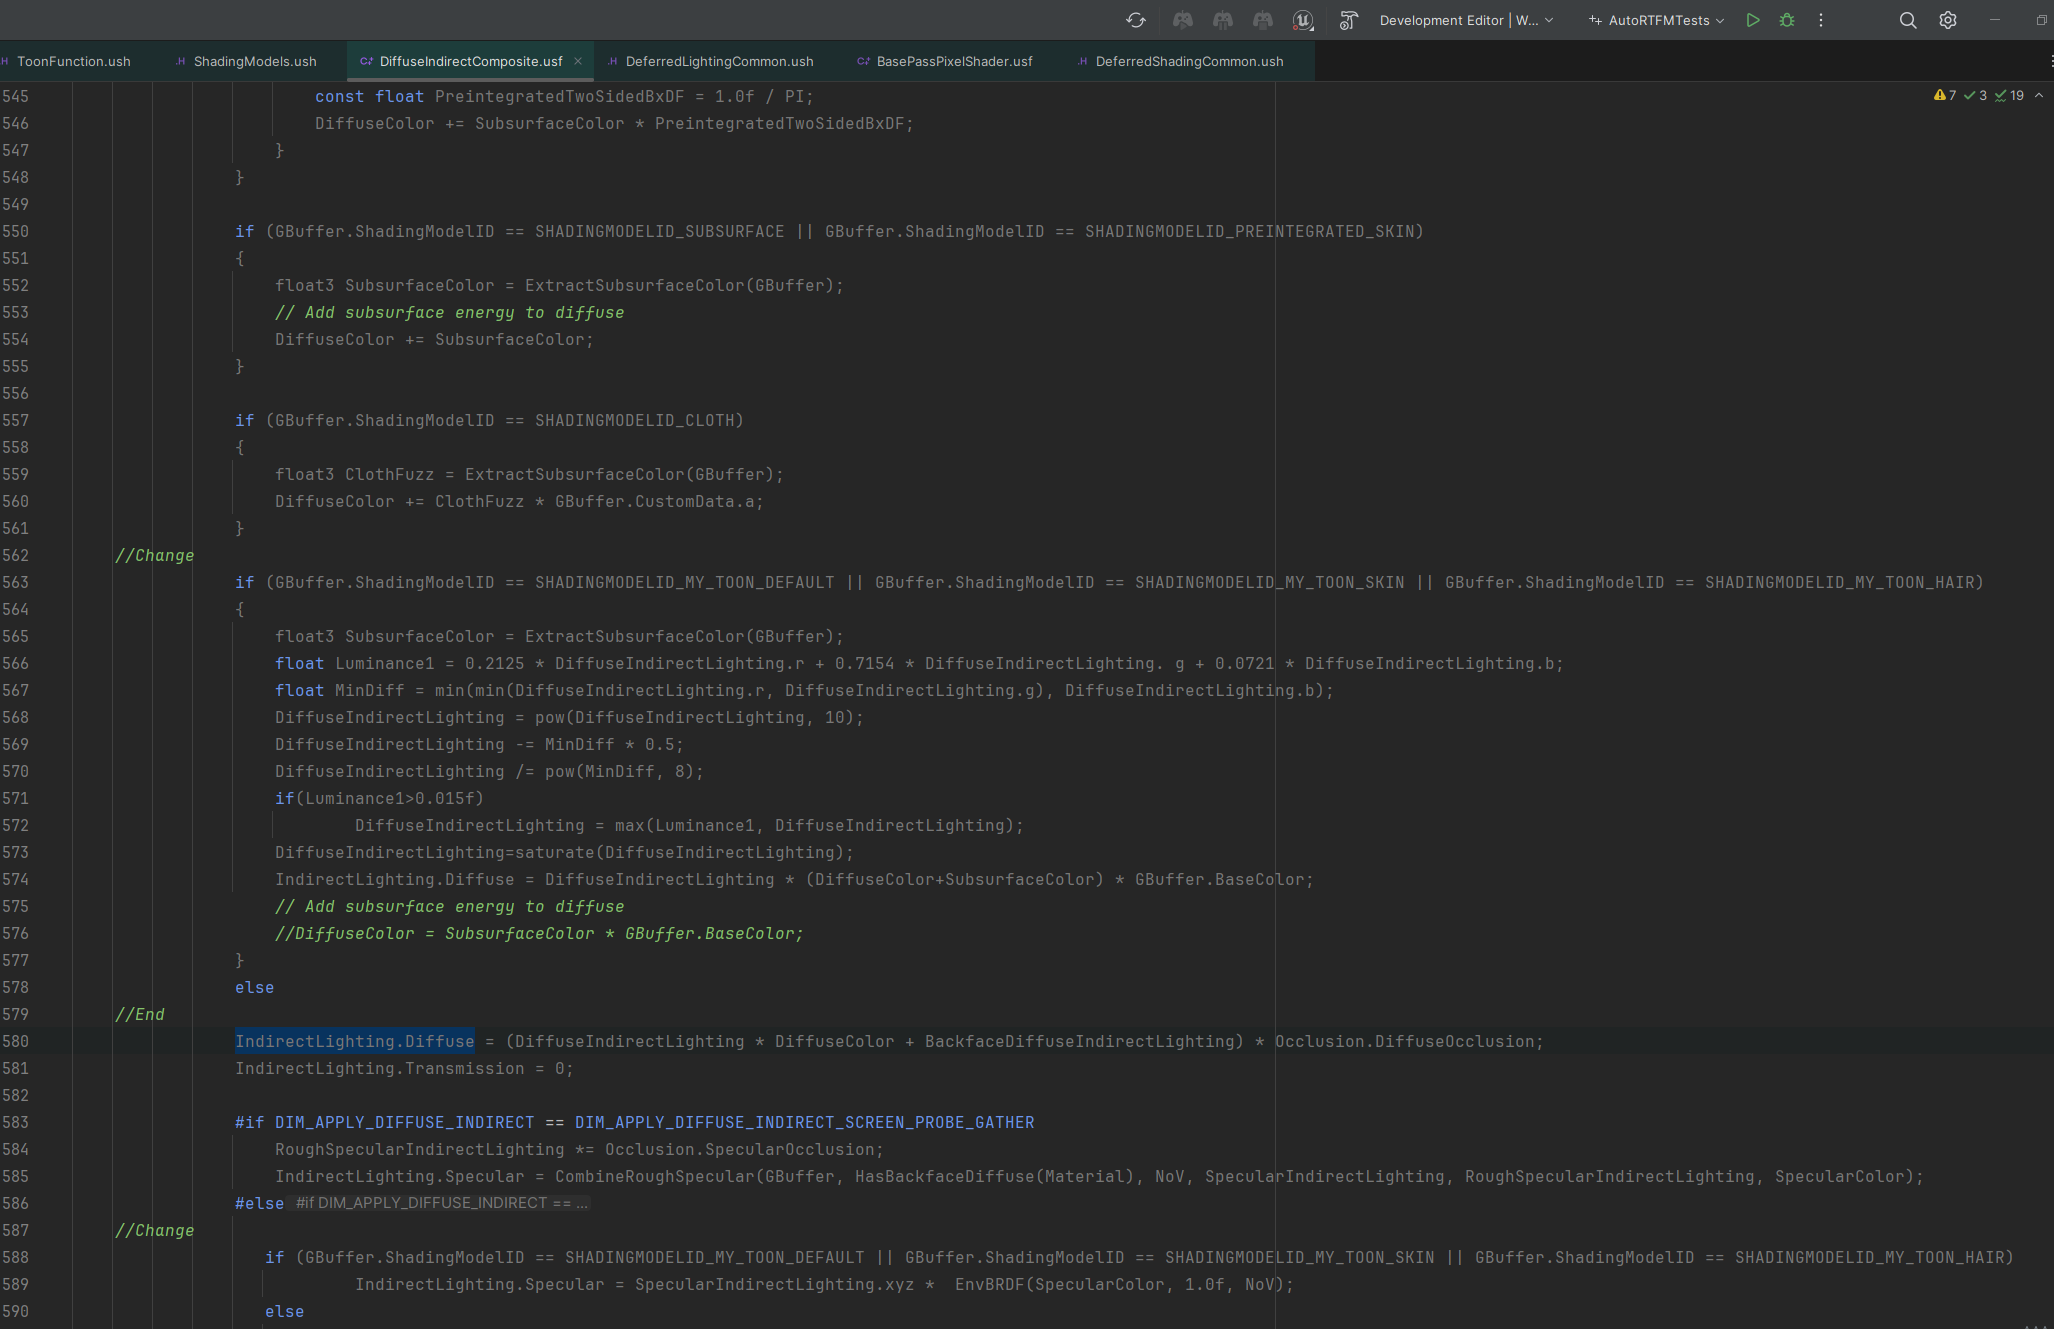 Development Editor | W...
AutoRTFMTests
ToonFunction.ush
ShadingModels.ush
DiffuseIndirectComposite.usf
DeferredLightingCommon.ush
BasePassPixelShader.usf
DeferredShadingCommon.ush
7 3 19
545 const float PreintegratedTwoSidedBxDF = 1.0f / PI;
546 DiffuseColor += SubsurfaceColor * PreintegratedTwoSidedBxDF;
547 }
548 }
549
550 if (GBuffer.ShadingModelID == SHADINGMODELID_SUBSURFACE || GBuffer.ShadingModelID == SHADINGMODELID_PREINTEGRATED_SKIN)
551 {
552 float3 SubsurfaceColor = ExtractSubsurfaceColor(GBuffer);
553 // Add subsurface energy to diffuse
554 DiffuseColor += SubsurfaceColor;
555 }
556
557 if (GBuffer.ShadingModelID == SHADINGMODELID_CLOTH)
558 {
559 float3 ClothFuzz = ExtractSubsurfaceColor(GBuffer);
560 DiffuseColor += ClothFuzz * GBuffer.CustomData.a;
561 }
562 //Change
563 if (GBuffer.ShadingModelID == SHADINGMODELID_MY_TOON_DEFAULT || GBuffer.ShadingModelID == SHADINGMODELID_MY_TOON_SKIN || GBuffer.ShadingModelID == SHADINGMODELID_MY_TOON_HAIR)
564 {
565 float3 SubsurfaceColor = ExtractSubsurfaceColor(GBuffer);
566 float Luminance1 = 0.2125 * DiffuseIndirectLighting.r + 0.7154 * DiffuseIndirectLighting. g + 0.0721 * DiffuseIndirectLighting.b;
567 float MinDiff = min(min(DiffuseIndirectLighting.r, DiffuseIndirectLighting.g), DiffuseIndirectLighting.b);
568 DiffuseIndirectLighting = pow(DiffuseIndirectLighting, 10);
569 DiffuseIndirectLighting -= MinDiff * 0.5;
570 DiffuseIndirectLighting /= pow(MinDiff, 8);
571 if(Luminance1>0.015f)
572 DiffuseIndirectLighting = max(Luminance1, DiffuseIndirectLighting);
573 DiffuseIndirectLighting=saturate(DiffuseIndirectLighting);
574 IndirectLighting.Diffuse = DiffuseIndirectLighting * (DiffuseColor+SubsurfaceColor) * GBuffer.BaseColor;
575 // Add subsurface energy to diffuse
576 //DiffuseColor = SubsurfaceColor * GBuffer.BaseColor;
577 }
578 else
579 //End
580 IndirectLighting.Diffuse = (DiffuseIndirectLighting * DiffuseColor + BackfaceDiffuseIndirectLighting) * Occlusion.DiffuseOcclusion;
581 IndirectLighting.Transmission = 0;
582
583 #if DIM_APPLY_DIFFUSE_INDIRECT == DIM_APPLY_DIFFUSE_INDIRECT_SCREEN_PROBE_GATHER
584 RoughSpecularIndirectLighting *= Occlusion.SpecularOcclusion;
585 IndirectLighting.Specular = CombineRoughSpecular(GBuffer, HasBackfaceDiffuse(Material), NoV, SpecularIndirectLighting, RoughSpecularIndirectLighting, SpecularColor);
586 #else #if DIM_APPLY_DIFFUSE_INDIRECT == ...
587 //Change
588 if (GBuffer.ShadingModelID == SHADINGMODELID_MY_TOON_DEFAULT || GBuffer.ShadingModelID == SHADINGMODELID_MY_TOON_SKIN || GBuffer.ShadingModelID == SHADINGMODELID_MY_TOON_HAIR)
589 IndirectLighting.Specular = SpecularIndirectLighting.xyz * EnvBRDF(SpecularColor, 1.0f, NoV);
590 else